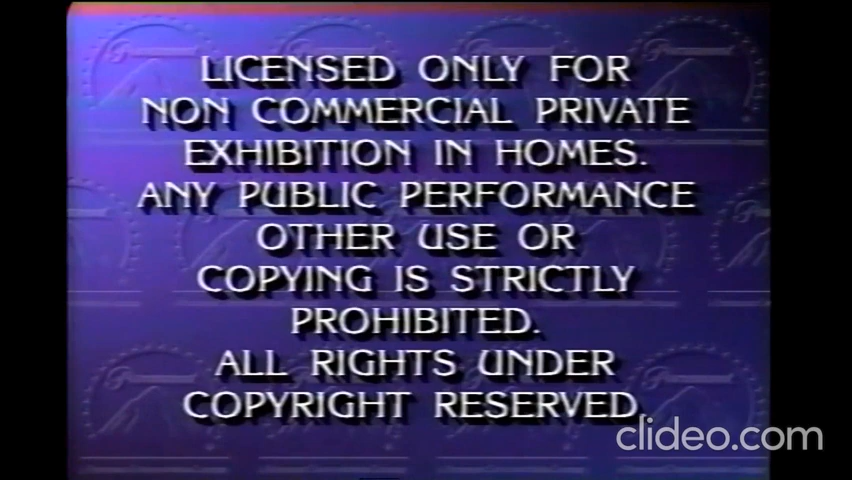 LICENSED ONLY FOR
NON COMMERCIAL PRIVATE
EXHIBITION IN HOMES.
ANY PUBLIC PERFORMANCE
OTHER USE OR
COPYING IS STRICTLY
PROHIBITED.
ALL RIGHTS UNDER
COPYRIGHT RESERVED.
clideo.com